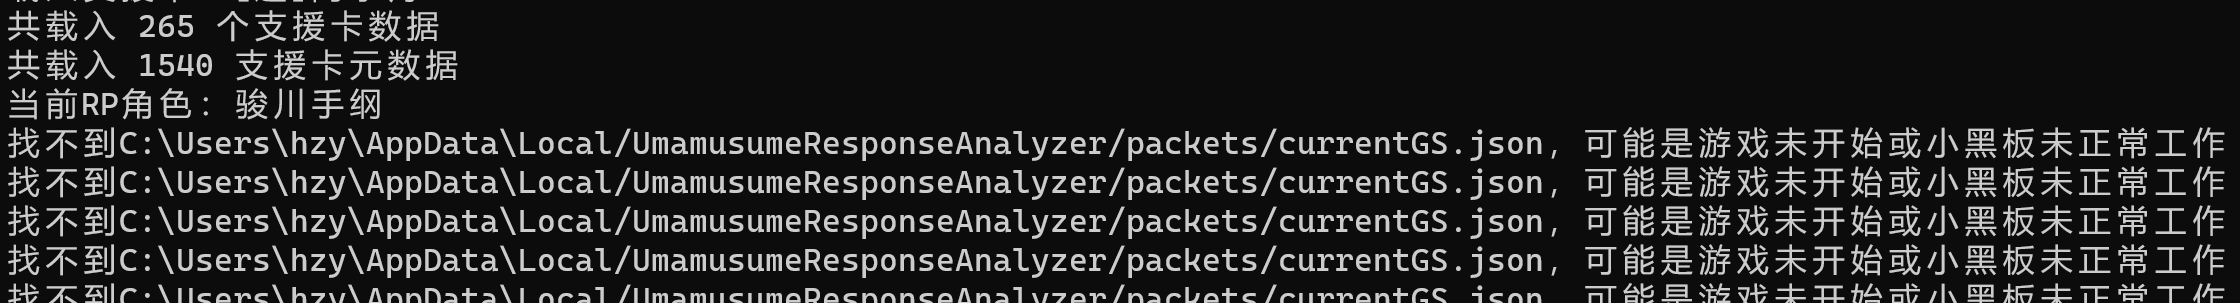 共载入 265 个支援卡数据
共载入 1540 支援卡元数据
当前RP角色: 骏川手纲
找不到C:\Users\hzy\AppData\Local/UmamusumeResponseAnalyzer/packets/currentGS.json, 可能是游戏未开始或小黑板未正常工作
找不到C:\Users\hzy\AppData\Local/UmamusumeResponseAnalyzer/packets/currentGS.json, 可能是游戏未开始或小黑板未正常工作
找不到C:\Users\hzy\AppData\Local/UmamusumeResponseAnalyzer/packets/currentGS.json, 可能是游戏未开始或小黑板未正常工作
找不到C:\Users\hzy\AppData\Local/UmamusumeResponseAnalyzer/packets/currentGS.json, 可能是游戏未开始或小黑板未正常工作
找不到C:\Users\hzy\AppData\Local/UmamusumeResponseAnalyzer/packets/currentGS.json, 可能是游戏未开始或小黑板未正常工作